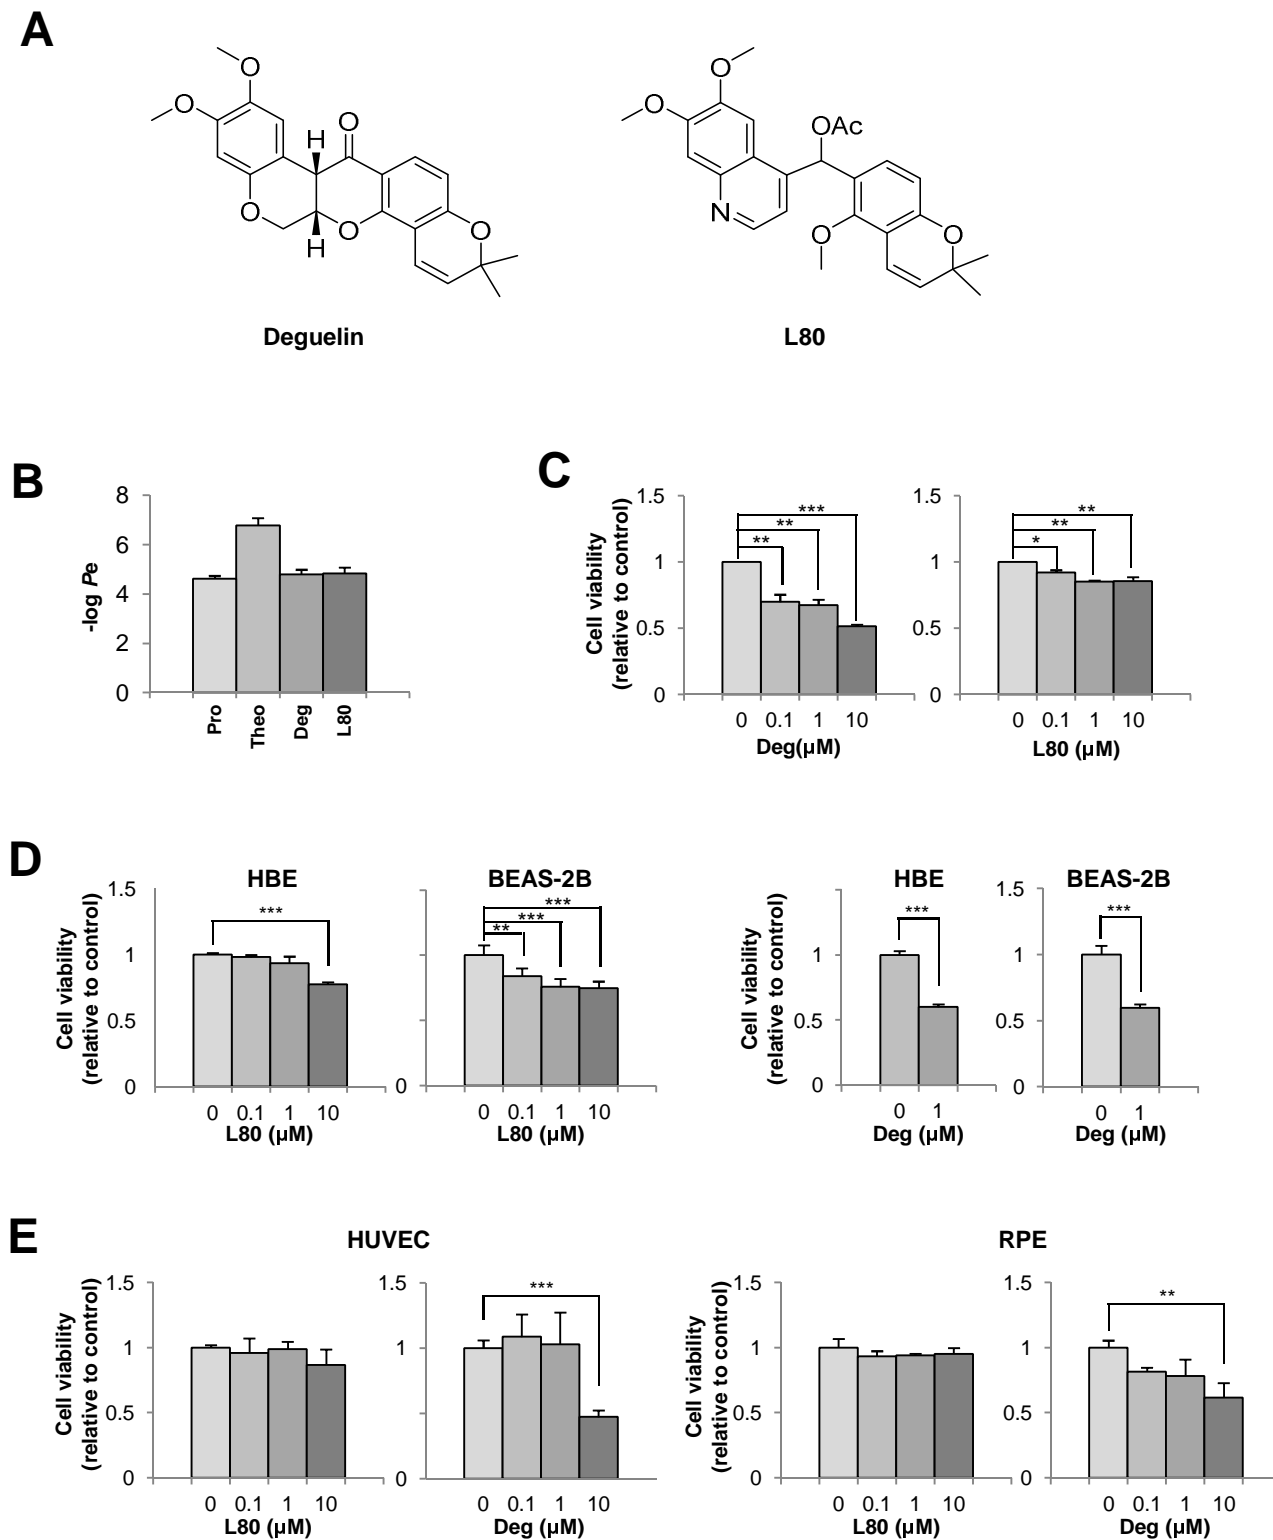 A
O
O
O
H
H
O
O
O
Deguelin
O
O
OAc
N
O
O
L80
B
-log Pe
8
6
4
2
0
Pro
Theo
Deg
L80
C
Cell viability
(relative to control)
1.5
1
0.5
0
***
**
**
0 0.1 1 10
Deg(µM)
1.5
1
0.5
0
**
**
*
0 0.1 1 10
L80 (µM)
D
HBE
Cell viability
(relative to control)
1.5
1
0.5
0
***
0 0.1 1 10
L80 (µM)
BEAS-2B
***
***
**
0
0 0.1 1 10
L80 (µM)
HBE
Cell viability
(relative to control)
1
0.5
0
***
0 1
Deg (µM)
BEAS-2B
1.5
1
0.5
0
***
0 1
Deg (µM)
E
HUVEC
Cell viability
(relative to control)
1.5
1
0.5
0
0 0.1 1 10
L80 (µM)
1.5
1
0.5
0
***
0 0.1 1 10
Deg (µM)
RPE
Cell viability
(relative to control)
1.5
1
0.5
0
0 0.1 1 10
L80 (µM)
1.5
1
0.5
0
**
0 0.1 1 10
Deg (µM)